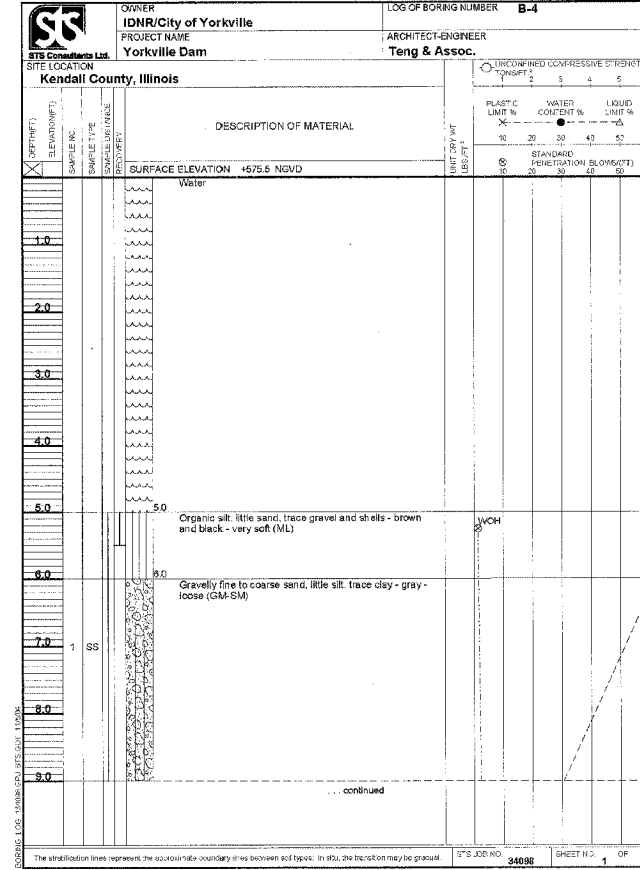 OWNER
IDNR/City of Yorkville
LOG OF BORING NUMBER B-4
STS
STS Consultants Ltd.
PROJECT NAME
Yorkville Dam
ARCHITECT-ENGINEER
Teng & Assoc.
SITE LOCATION
Kendall County, Illinois
UNCONFINED COMPRESSIVE STRENGT
TONS/FT.2
1 2 3 4 5
DEPTH(FT)
ELEVATION(FT)
SAMPLE NO.
SAMPLE TYPE
SAMPLE DISTANCE
RECOVERY
DESCRIPTION OF MATERIAL
UNIT DRY WT
LBS./FT.3
PLASTIC LIMIT %
WATER CONTENT %
LIQUID LIMIT %
10 20 30 40 50
STANDARD
PENETRATION BLOWS/(FT)
10 20 30 40 50
SURFACE ELEVATION +575.5 NGVD
Water
1.0
2.0
3.0
4.0
5.0 5.0
Organic silt, little sand, trace gravel and shells - brown
and black - very soft (ML)
WOH
6.0 6.0
Gravelly fine to coarse sand, little silt, trace clay - gray -
loose (GM-SM)
7.0 1 SS
8.0
9.0
. . . continued
The stratification lines represent the approximate boundary lines between soil types: in situ, the transition may be gradual.
STS JOB NO. 34098
SHEET NO. 1 OF